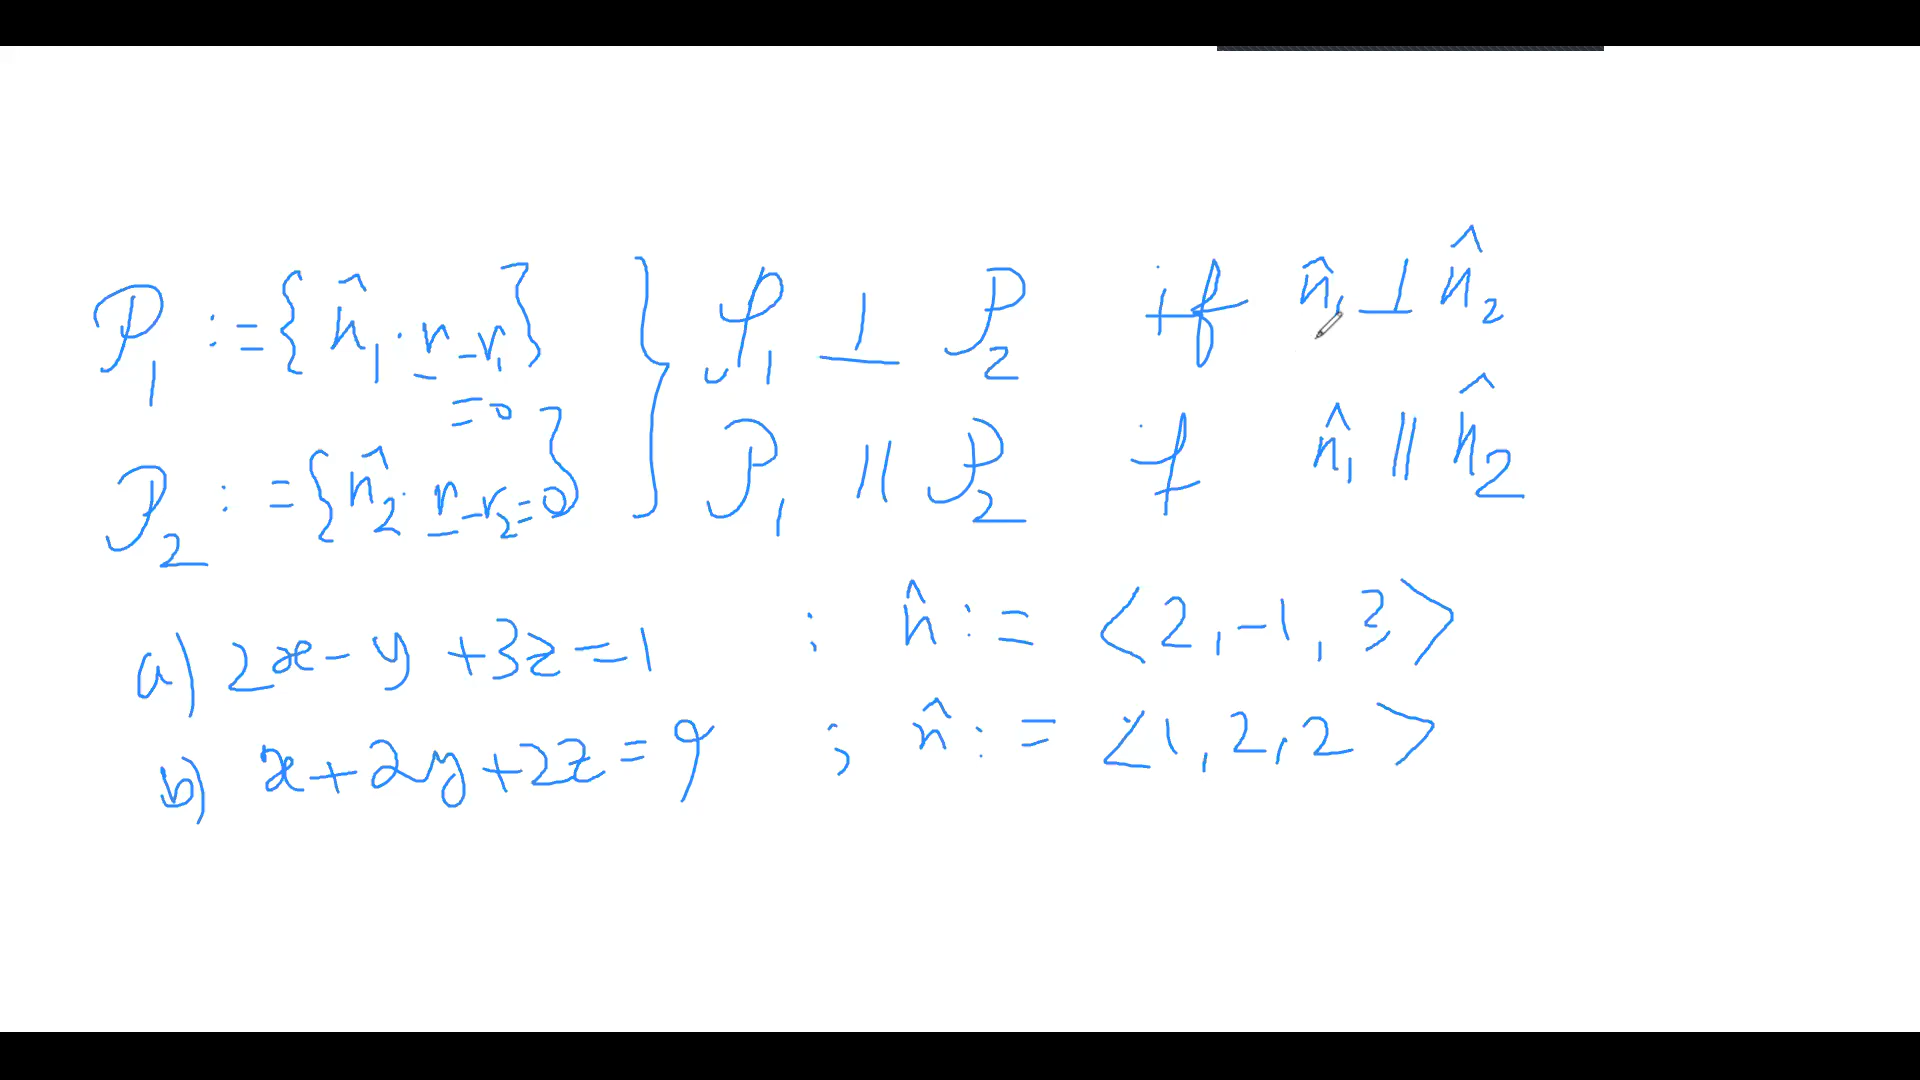 P₁ := { n̂₁ · r - r₁ = 0 }
P₂ := { n̂₂ · r - r₂ = 0 }
P₁ ⊥ P₂ if n̂₁ ⊥ n̂₂
P₁ || P₂ if n̂₁ || n̂₂
a) 2x - y + 3z = 1 ; n̂ := <2, -1, 3>
b) x + 2y + 2z = 9 ; n̂ := <1, 2, 2>